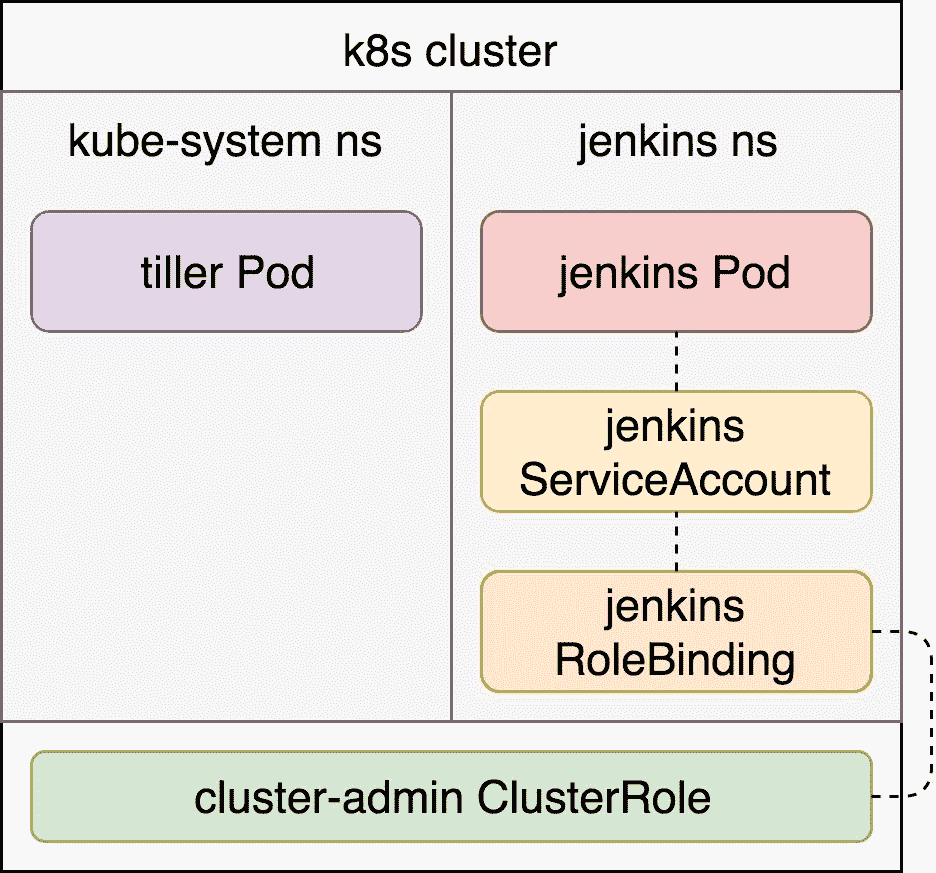 k8s cluster
kube-system ns
jenkins ns
tiller Pod
jenkins Pod
jenkins
ServiceAccount
jenkins
RoleBinding
cluster-admin ClusterRole